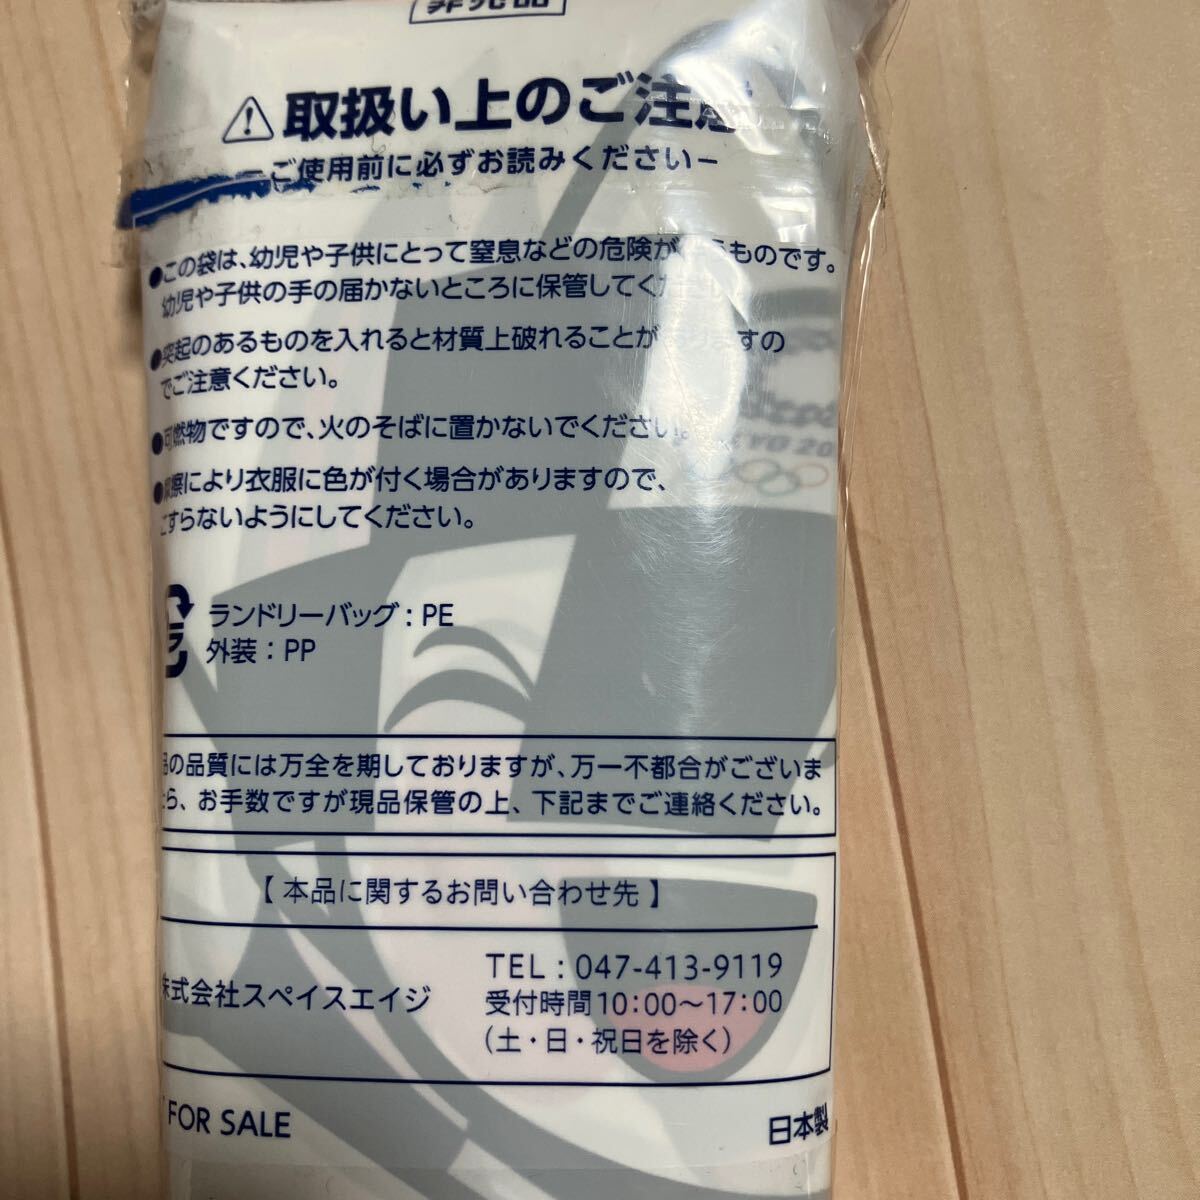 非売品
取扱い上のご注意
－ご使用前に必ずお読みください－
●この袋は、幼児や子供にとって窒息などの危険が るものです。
幼児や子供の手の届かないところに保管してくだ
●突起のあるものを入れると材質上破れることがありますの
でご注意ください。
●可燃物ですので、火のそばに置かないでください。
●摩擦により衣服に色が付く場合がありますので、
こすらないようにしてください。
プラ
ランドリーバッグ：PE
外装：PP
品の品質には万全を期しておりますが、万一不都合がございま
たら、お手数ですが現品保管の上、下記までご連絡ください。
【 本品に関するお問い合わせ先 】
株式会社スペイスエイジ
TEL：047-413-9119
受付時間10:00～17:00
（土・日・祝日を除く）
FOR SALE
日本製
YO 20